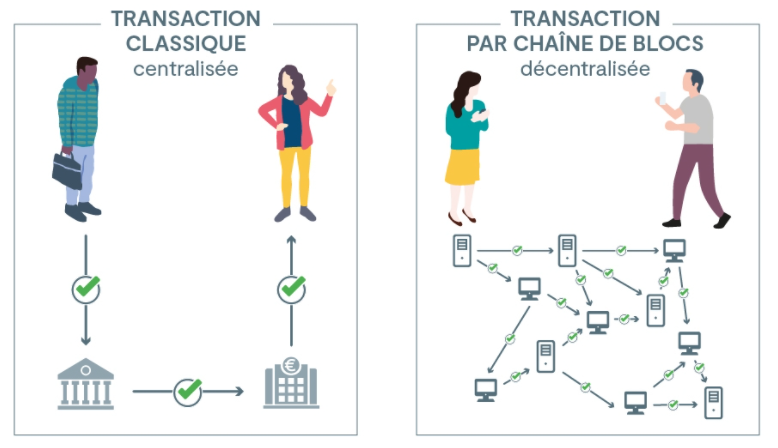 TRANSACTION
CLASSIQUE
centralisée
TRANSACTION
PAR CHAÎNE DE BLOCS
décentralisée
€